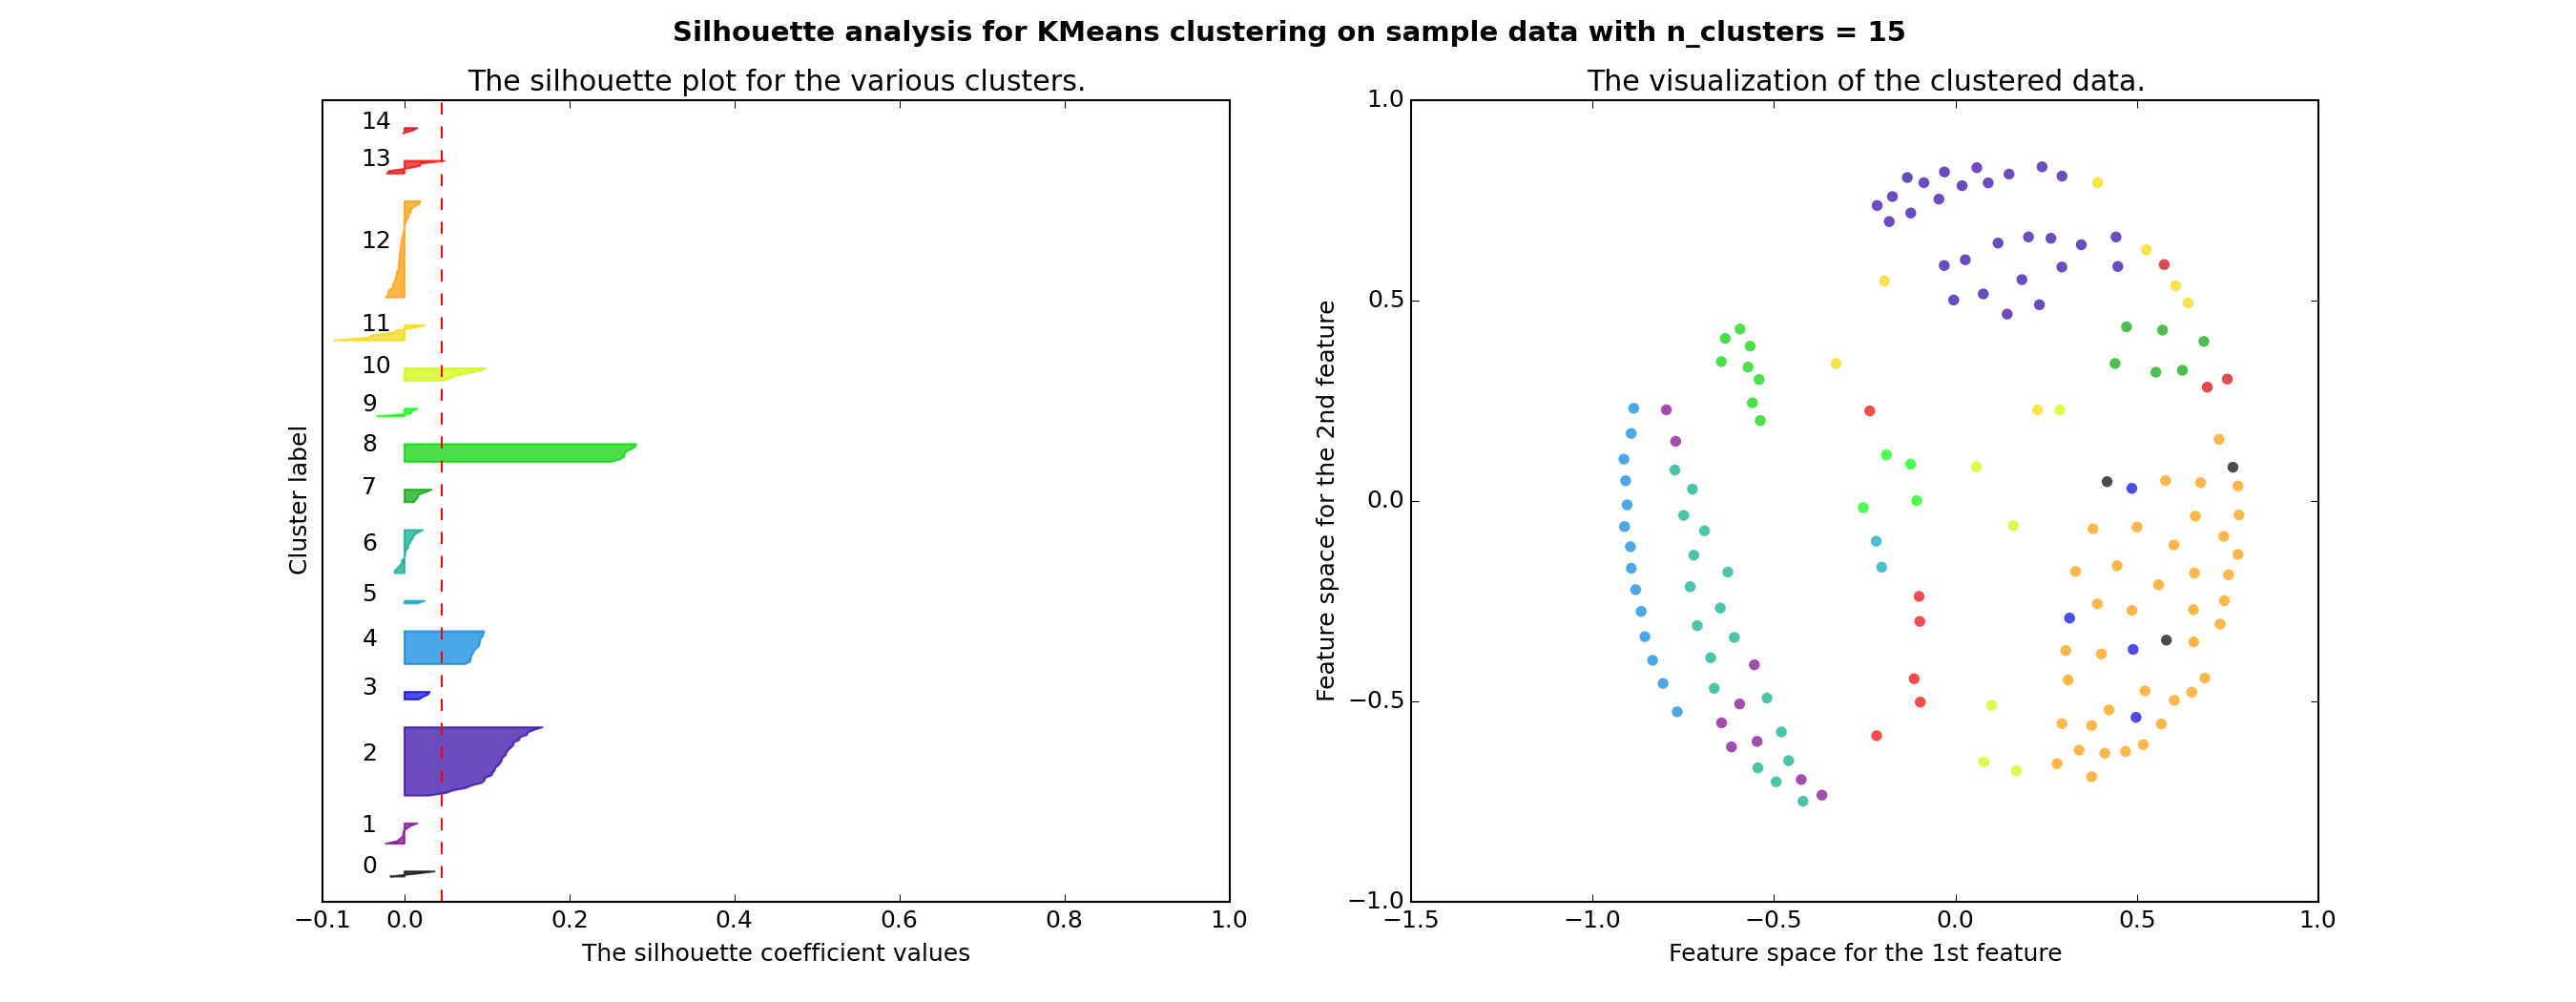 Silhouette analysis for KMeans clustering on sample data with n_clusters = 15
The silhouette plot for the various clusters.
14
13
12
11
10
9
8
7
6
5
4
3
2
1
0
Cluster label
−0.1 0.0 0.2 0.4 0.6 0.8 1.0
The silhouette coefficient values
The visualization of the clustered data.
1.0
0.5
0.0
−0.5
−1.0
Feature space for the 2nd feature
−1.5 −1.0 −0.5 0.0 0.5 1.0
Feature space for the 1st feature